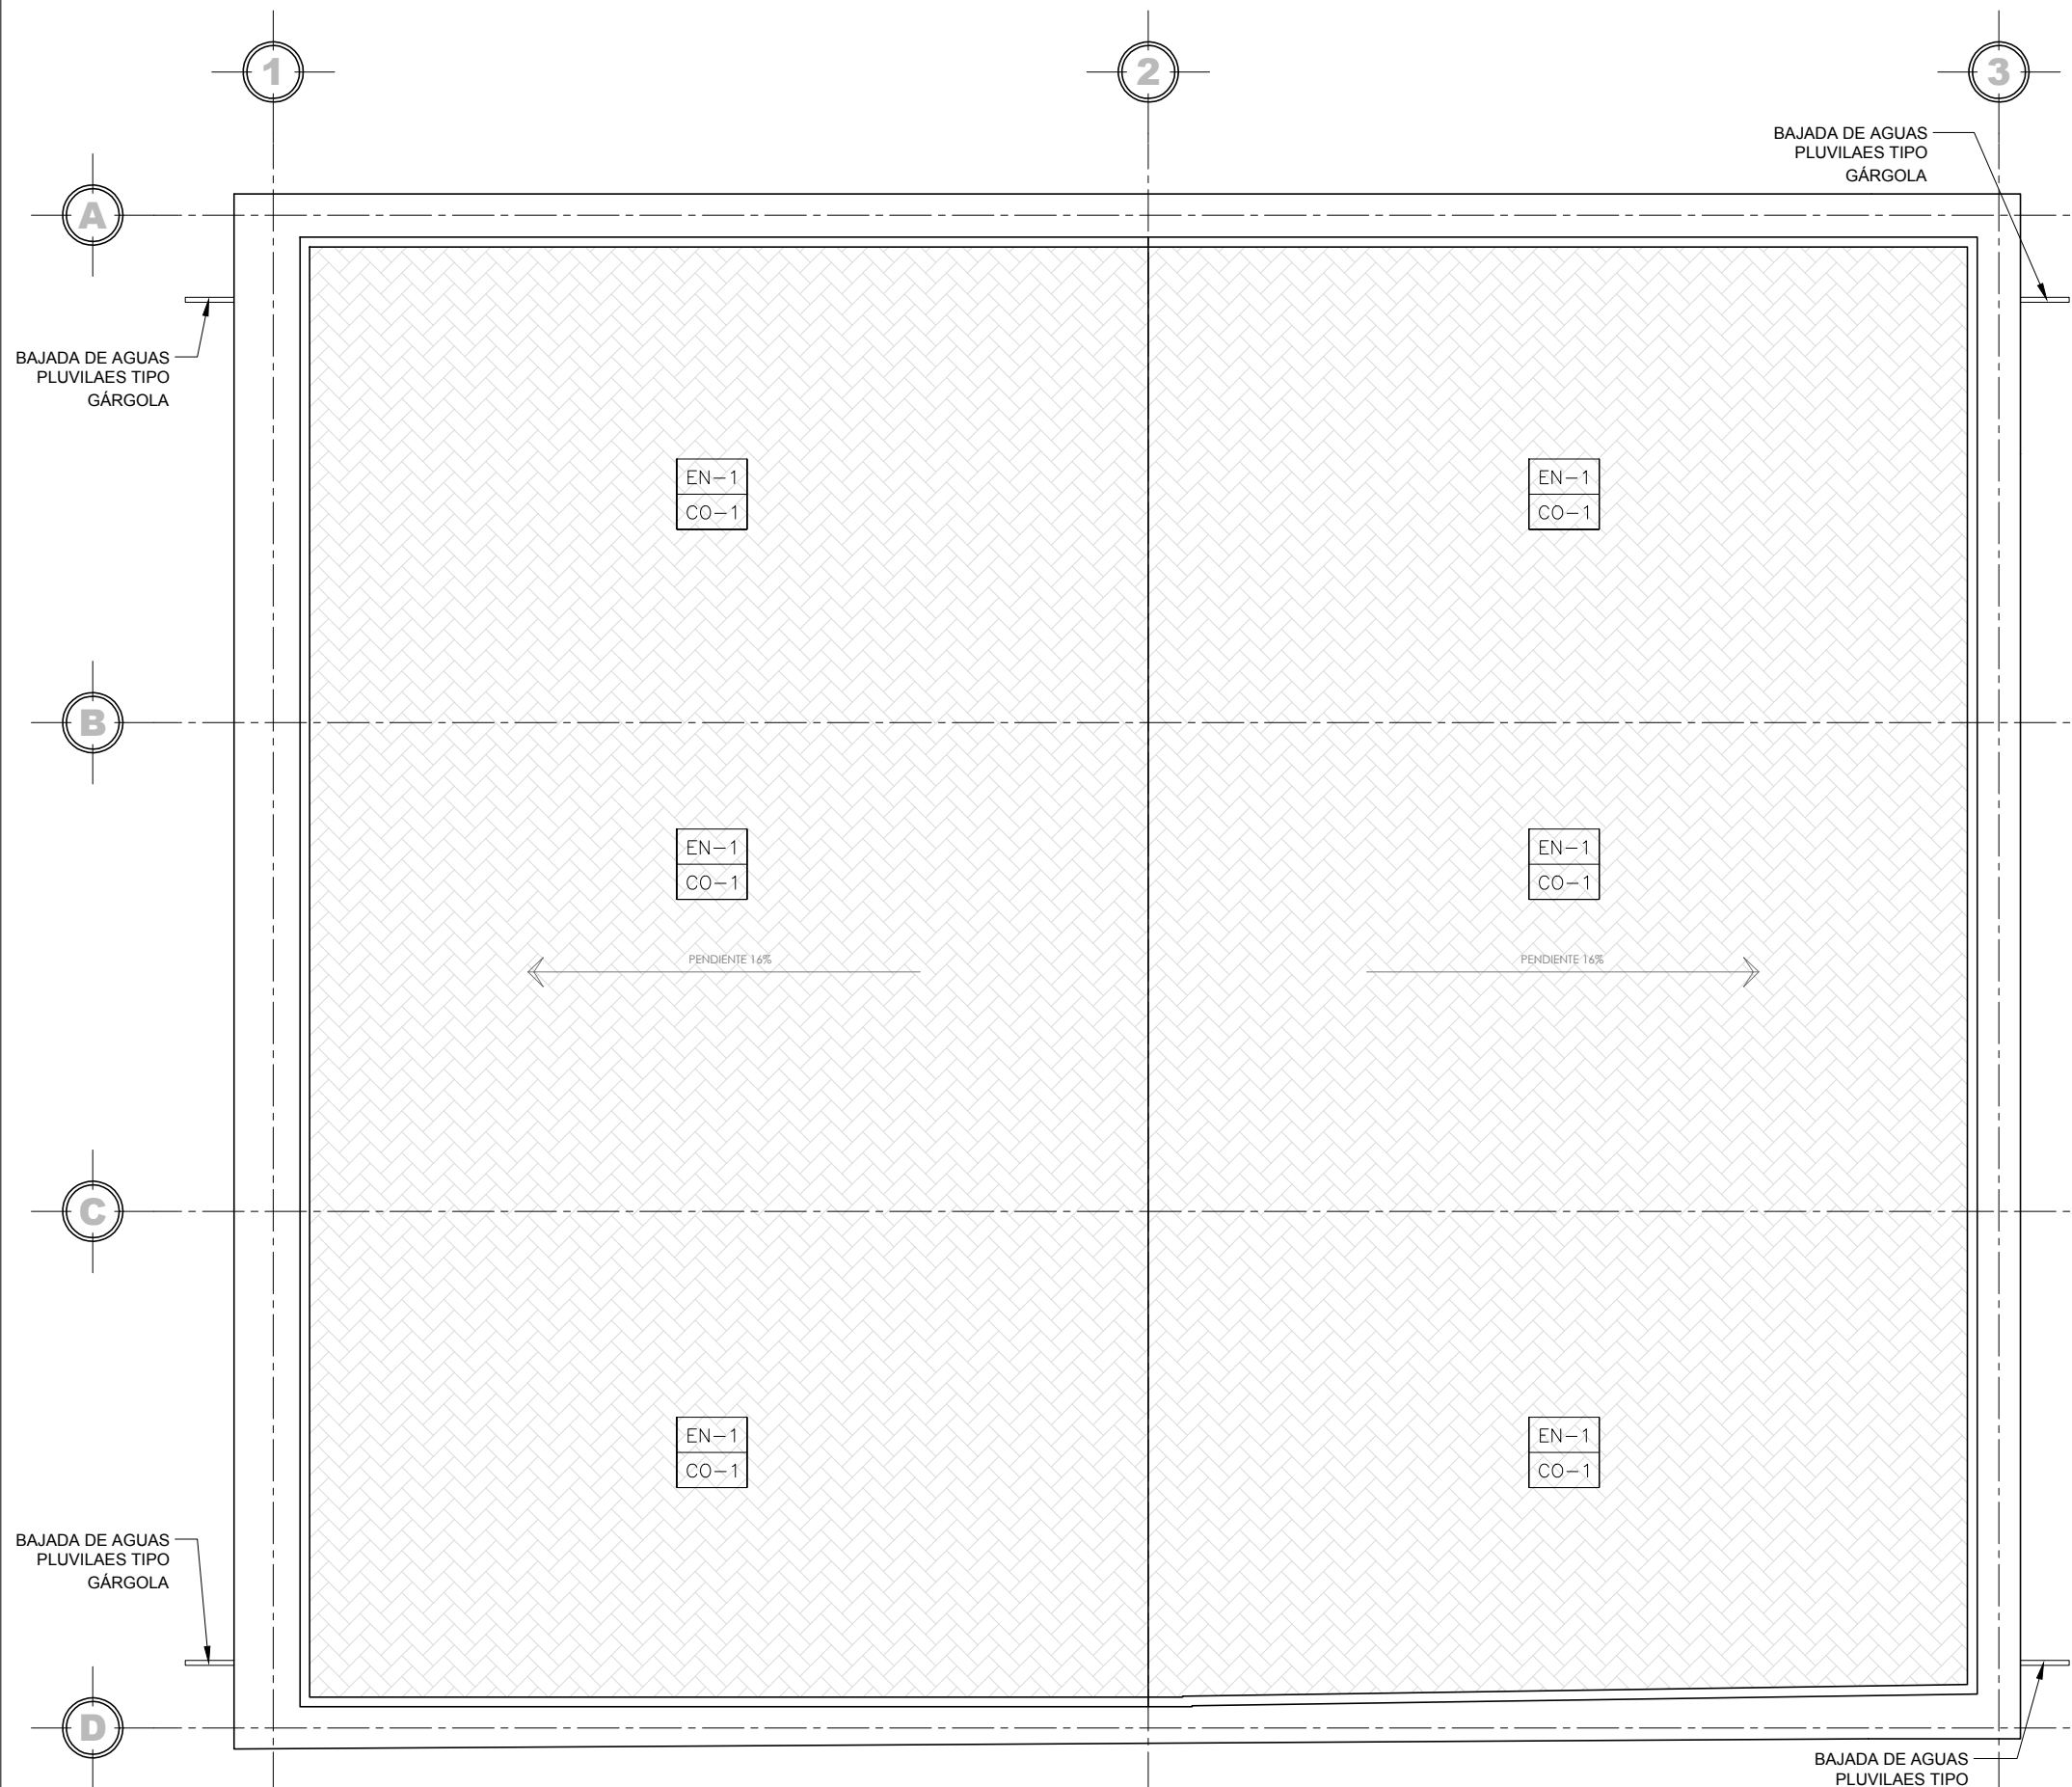 1
2
3
BAJADA DE AGUAS
PLUVILAES TIPO
GÁRGOLA
A
BAJADA DE AGUAS
PLUVILAES TIPO
GÁRGOLA
EN-1
CO-1
EN-1
CO-1
B
EN-1
CO-1
EN-1
CO-1
PENDIENTE 16%
PENDIENTE 16%
C
EN-1
CO-1
EN-1
CO-1
BAJADA DE AGUAS
PLUVILAES TIPO
GÁRGOLA
D
BAJADA DE AGUAS
PLUVILAES TIPO